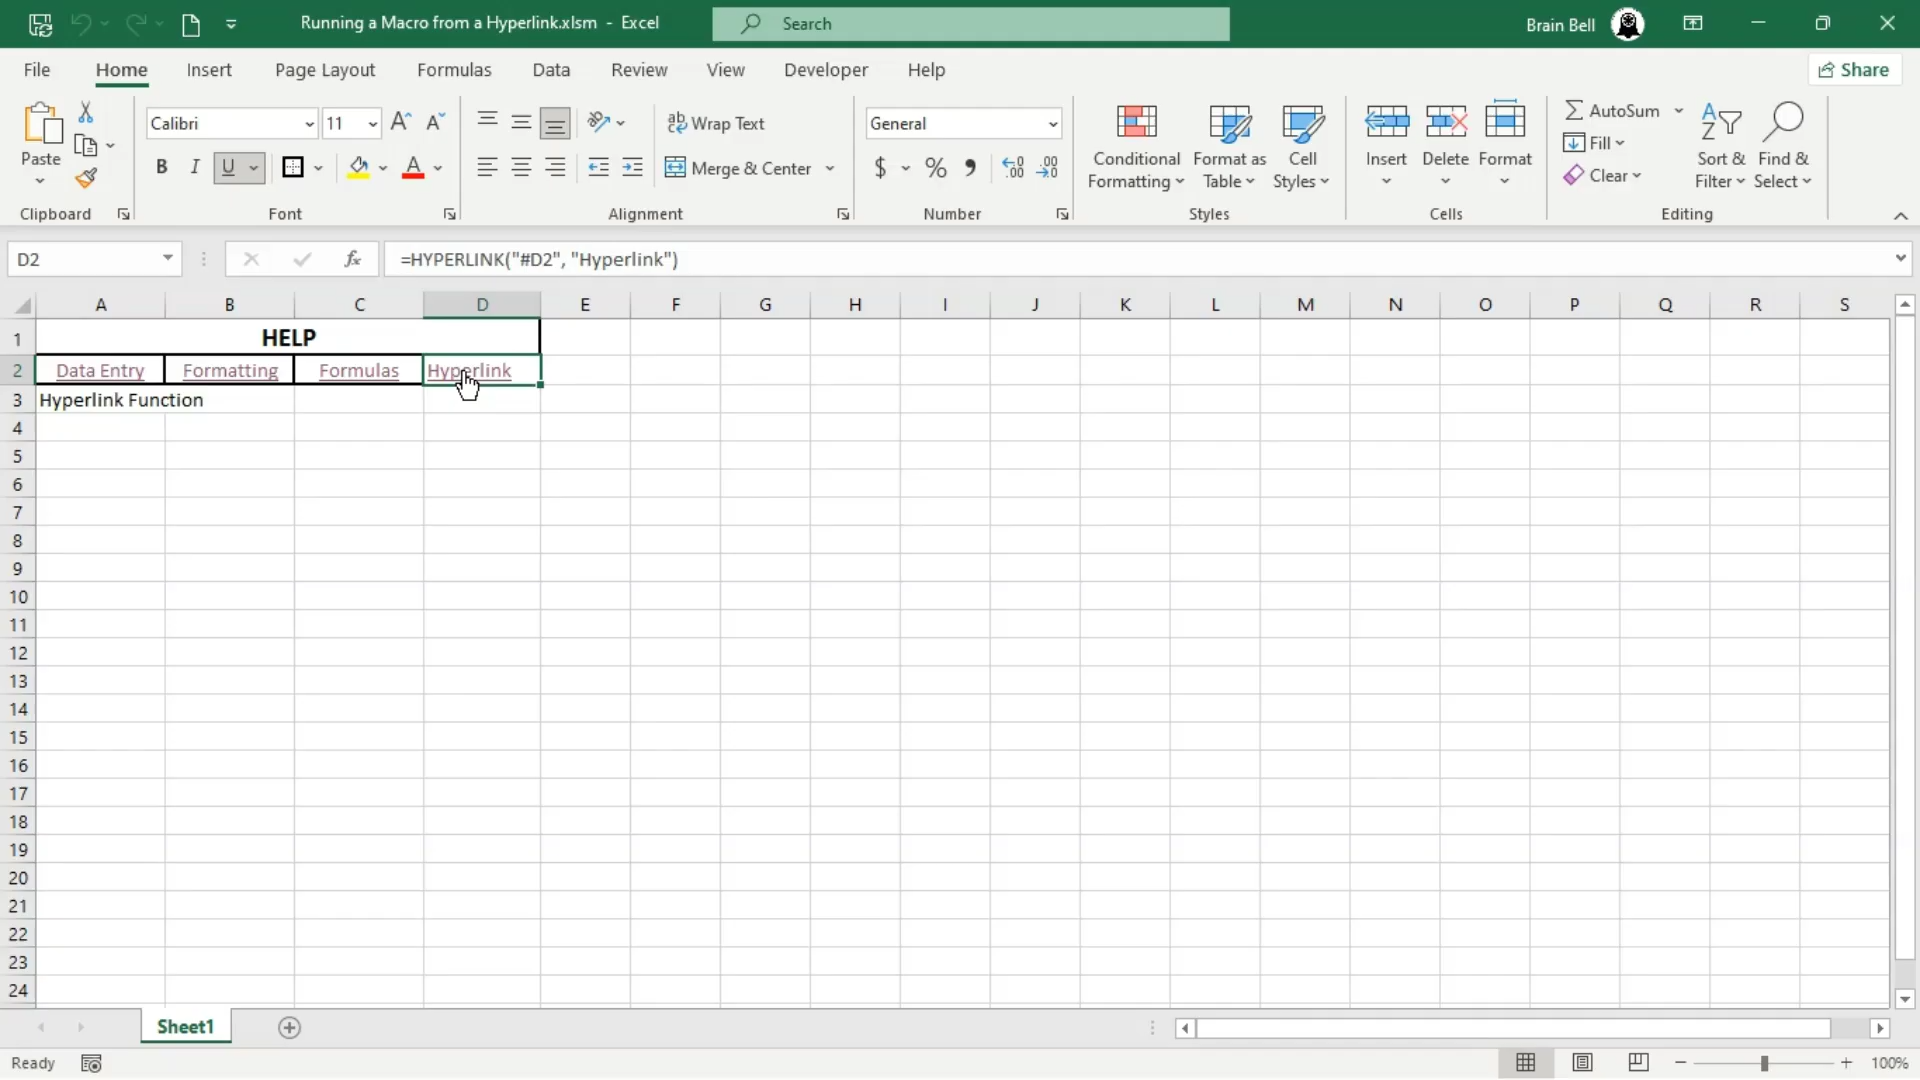 Running a Macro from a Hyperlink.xlsm - Excel
Search
Brain Bell
File Home Insert Page Layout Formulas Data Review View Developer Help
Share
Paste
Clipboard
Calibri 11
B I U
Font
Wrap Text
Merge & Center
Alignment
General
$ % ,
Number
Conditional Formatting
Format as Table
Cell Styles
Styles
Insert
Delete
Format
Cells
AutoSum
Fill
Clear
Sort & Filter
Find & Select
Editing
D2
fx
=HYPERLINK("#D2", "Hyperlink")
A B C D E F G H I J K L M N O P Q R S
1 HELP
2 Data Entry Formatting Formulas Hyperlink
3 Hyperlink Function
4
5
6
7
8
9
10
11
12
13
14
15
16
17
18
19
20
21
22
23
24
Sheet1
Ready
100%